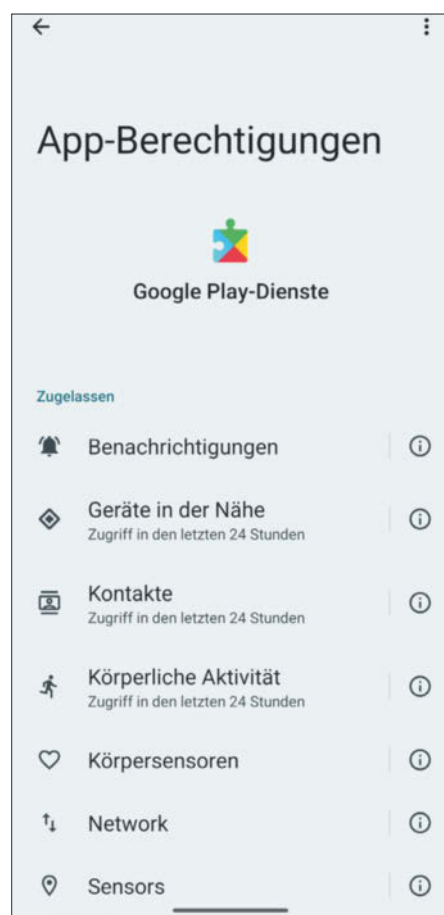 App-Berechtigungen
Google Play-Dienste
Zugelassen
Benachrichtigungen
Geräte in der Nähe
Zugriff in den letzten 24 Stunden
Kontakte
Zugriff in den letzten 24 Stunden
Körperliche Aktivität
Zugriff in den letzten 24 Stunden
Körpersensoren
Network
Sensors